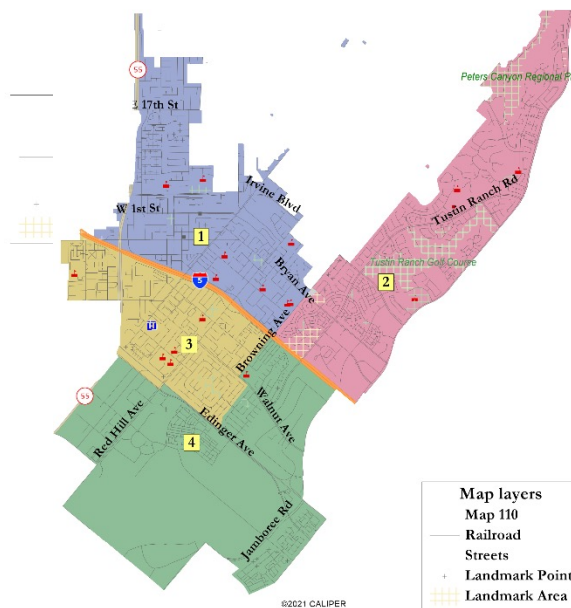 Peters Canyon Regional P
55
E 17th St
Tustin Ranch Rd
Irvine Blvd
W 1st St
1
Tustin Ranch Golf Course
Bryan Ave
5
2
H
3
Browning Ave
Walnut Ave
55
Red Hill Ave
Edinger Ave
4
Jamboree Rd
Map layers
Map 110
Railroad
Streets
Landmark Point
Landmark Area
©2021 CALIPER